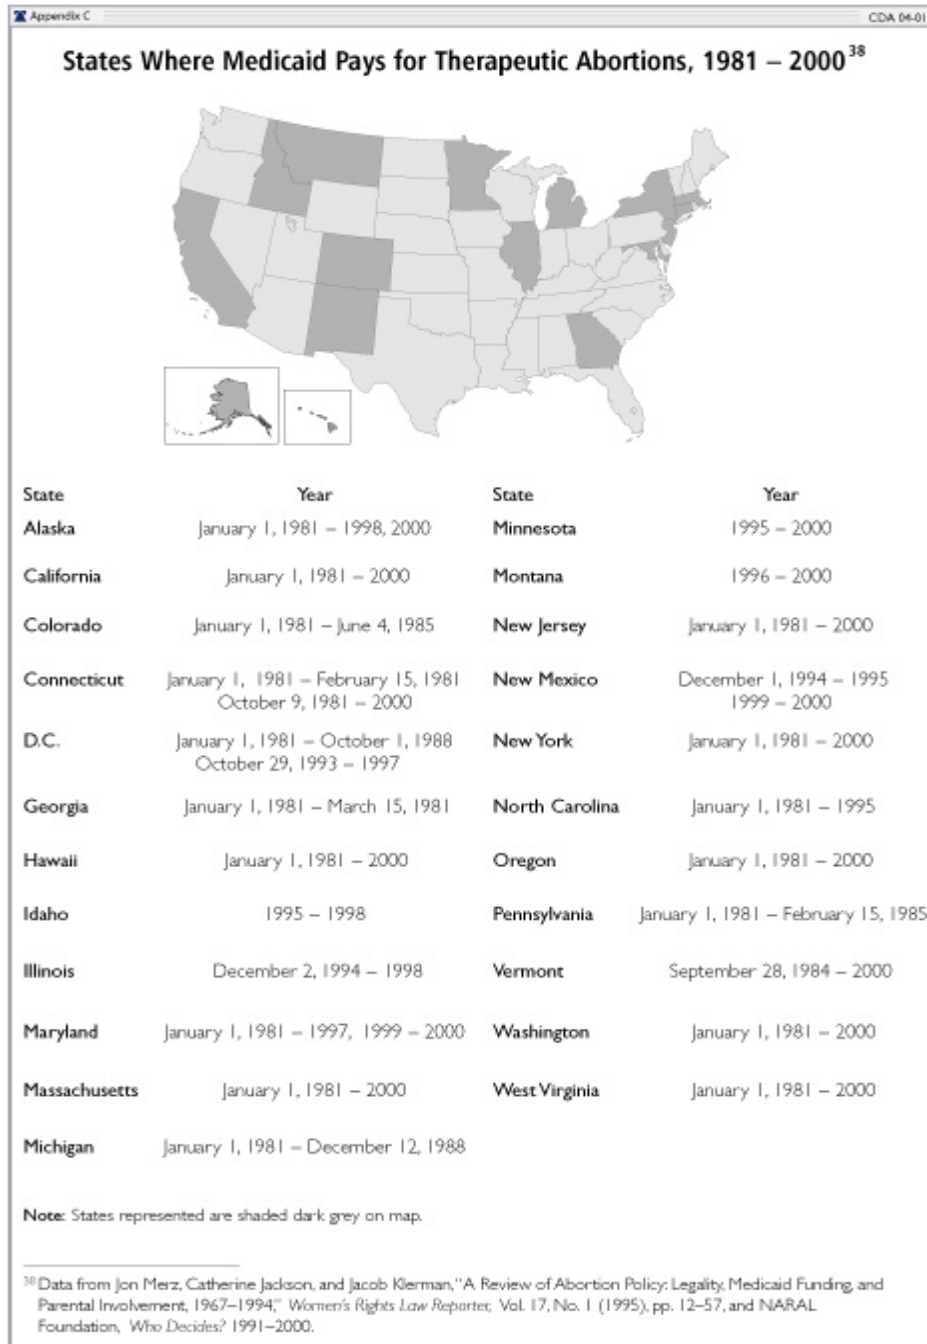 Appendix C
CDA 04-01
States Where Medicaid Pays for Therapeutic Abortions, 1981 – 2000³⁸
State Year State Year
Alaska January 1, 1981 – 1998, 2000 Minnesota 1995 – 2000
California January 1, 1981 – 2000 Montana 1996 – 2000
Colorado January 1, 1981 – June 4, 1985 New Jersey January 1, 1981 – 2000
Connecticut January 1, 1981 – February 15, 1981 New Mexico December 1, 1994 – 1995
October 9, 1981 – 2000 1999 – 2000
D.C. January 1, 1981 – October 1, 1988 New York January 1, 1981 – 2000
October 29, 1993 – 1997
Georgia January 1, 1981 – March 15, 1981 North Carolina January 1, 1981 – 1995
Hawaii January 1, 1981 – 2000 Oregon January 1, 1981 – 2000
Idaho 1995 – 1998 Pennsylvania January 1, 1981 – February 15, 1985
Illinois December 2, 1994 – 1998 Vermont September 28, 1984 – 2000
Maryland January 1, 1981 – 1997, 1999 – 2000 Washington January 1, 1981 – 2000
Massachusetts January 1, 1981 – 2000 West Virginia January 1, 1981 – 2000
Michigan January 1, 1981 – December 12, 1988
Note: States represented are shaded dark grey on map.
³⁸ Data from Jon Merz, Catherine Jackson, and Jacob Klerman, "A Review of Abortion Policy: Legality, Medicaid Funding, and
Parental Involvement, 1967–1994," Women's Rights Law Reporter, Vol. 17, No. 1 (1995), pp. 12–57, and NARAL
Foundation, Who Decides? 1991–2000.